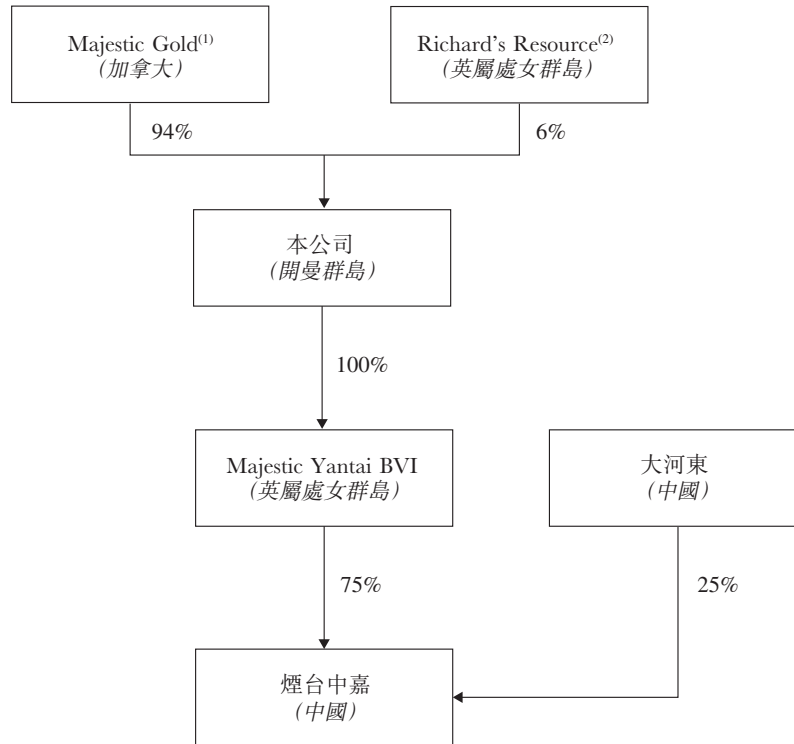 Majestic Gold(1)
(加拿大)
Richard's Resource(2)
(英屬處女群島)
94%
6%
本公司
(開曼群島)
100%
Majestic Yantai BVI
(英屬處女群島)
大河東
(中國)
75%
25%
煙台中嘉
(中國)